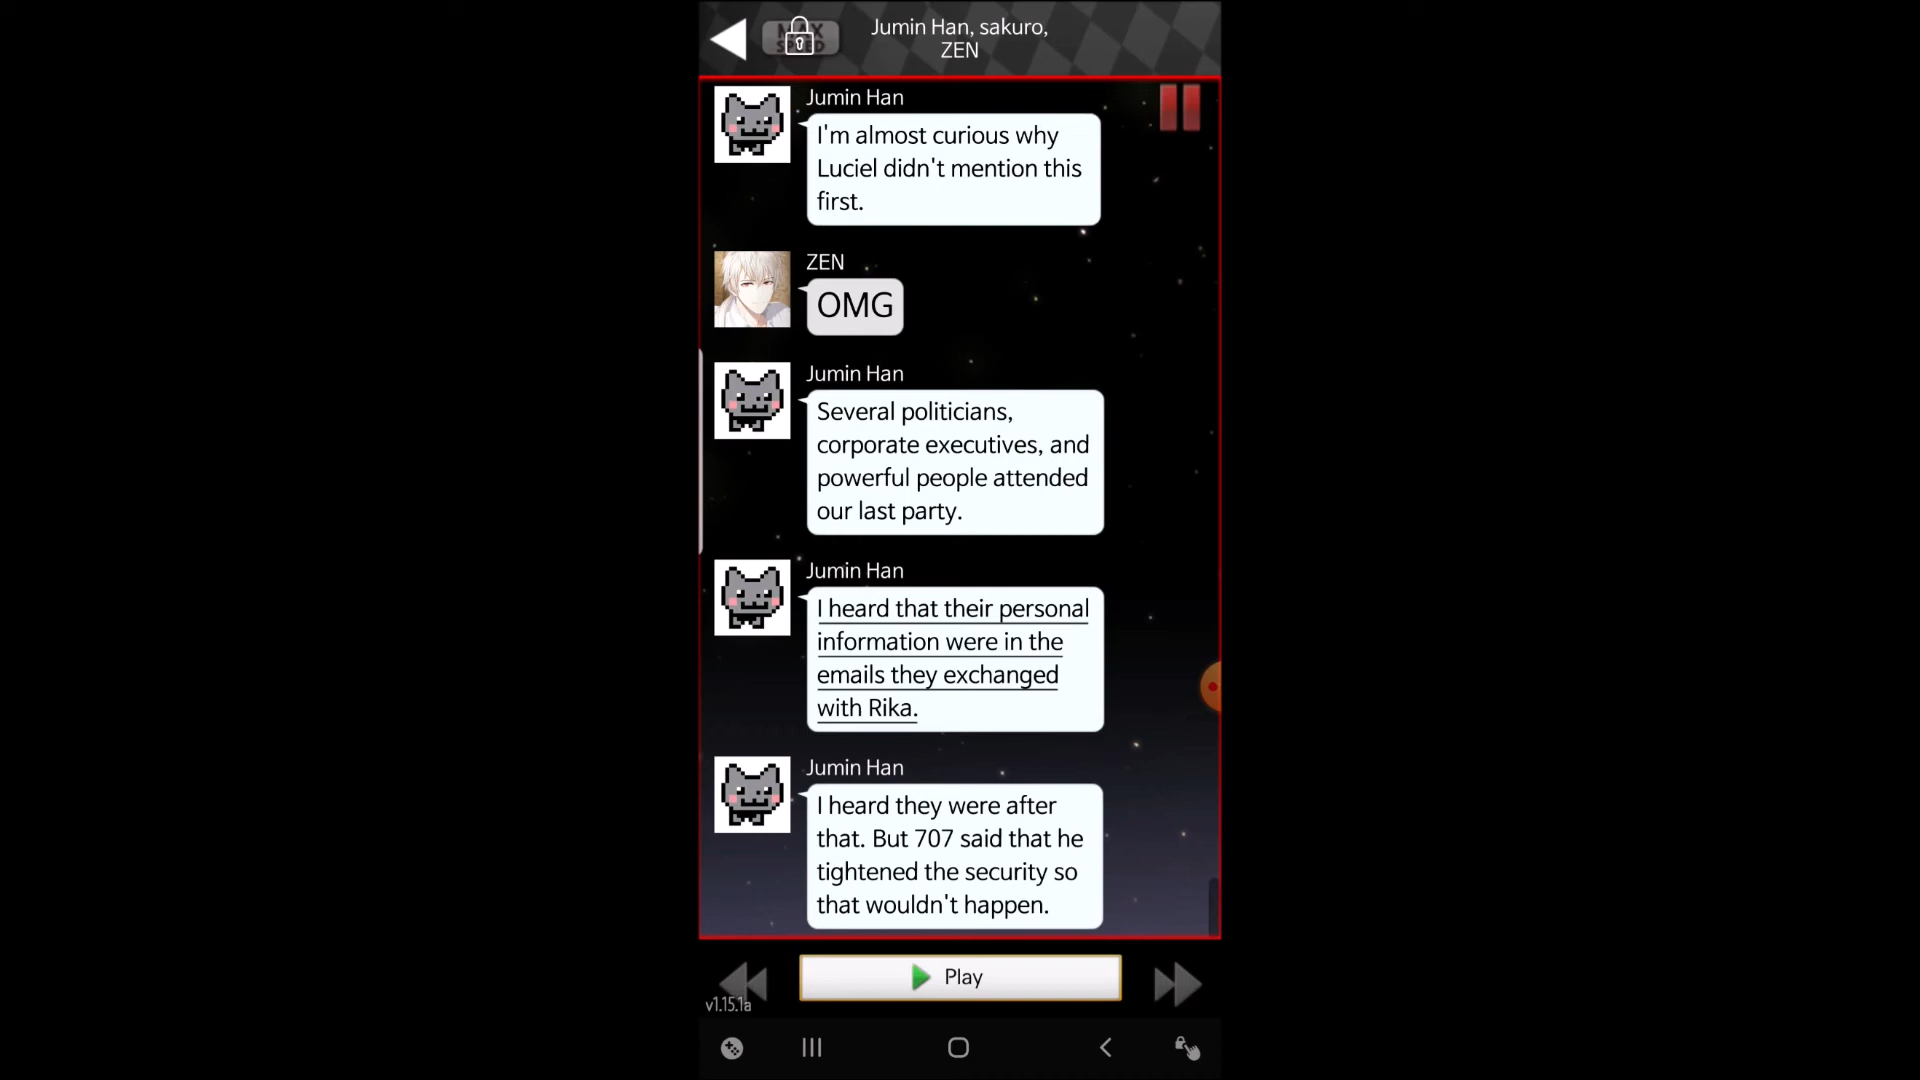 MAX
SPEED
Jumin Han, sakuro,
ZEN
Jumin Han
I'm almost curious why
Luciel didn't mention this
first.
ZEN
OMG
Jumin Han
Several politicians,
corporate executives, and
powerful people attended
our last party.
Jumin Han
I heard that their personal
information were in the
emails they exchanged
with Rika.
Jumin Han
I heard they were after
that. But 707 said that he
tightened the security so
that wouldn't happen.
Play
v1.15.1a